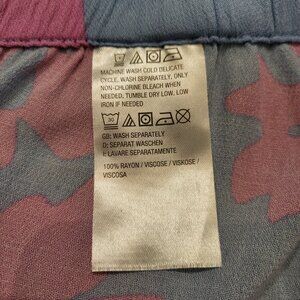 MACHINE WASH COLD DELICATE
CYCLE. WASH SEPARATELY, ONLY
NON-CHLORINE BLEACH WHEN
NEEDED, TUMBLE DRY LOW, LOW
IRON IF NEEDED
GB: WASH SEPARATELY
D: SEPARAT WASCHEN
E LAVARE SEPARATAMENTE
100% RAYON / VISCOSE / VISKOSE /
VISCOSA